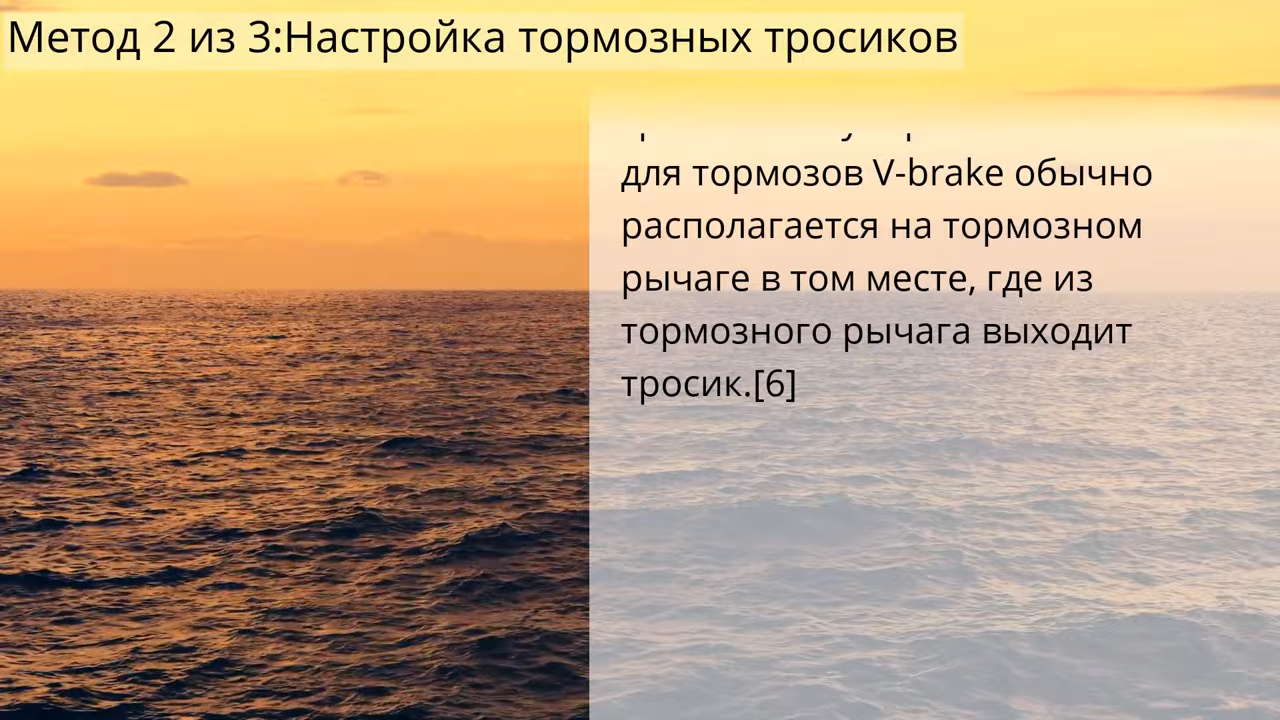 Метод 2 из 3:Настройка тормозных тросиков
для тормозов V-brake обычно
располагается на тормозном
рычаге в том месте, где из
тормозного рычага выходит
тросик.[6]